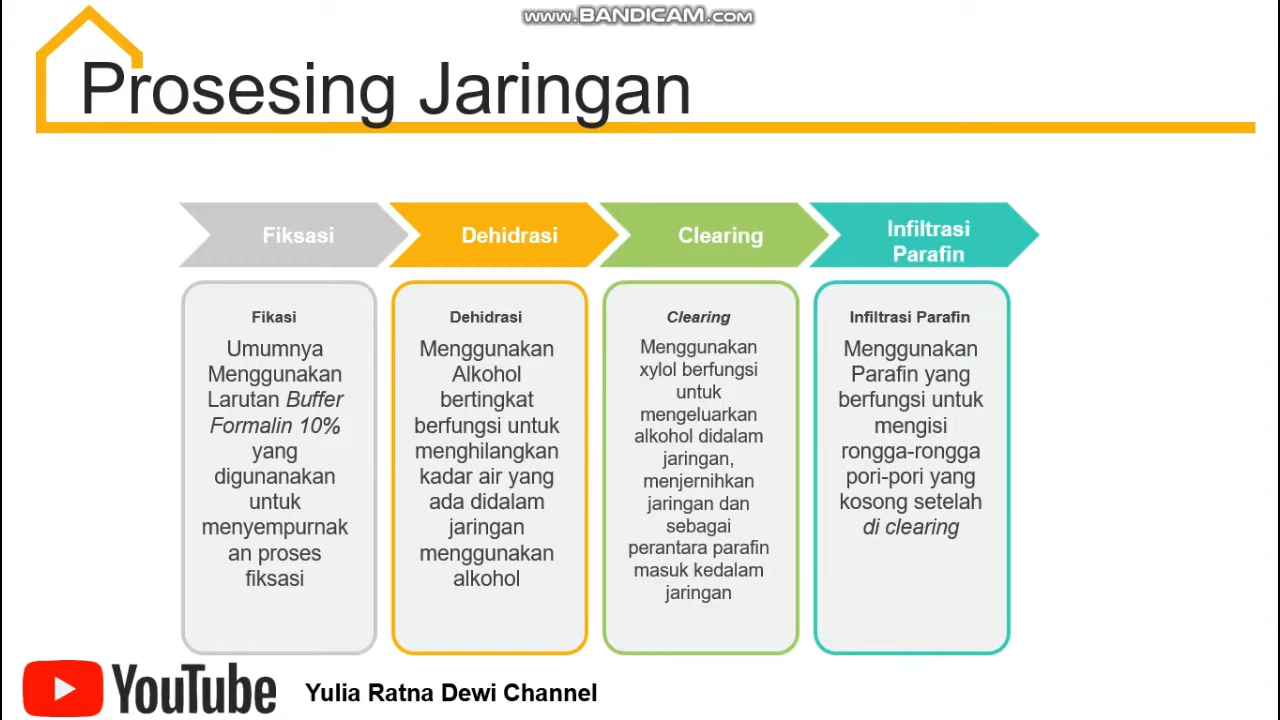 www.BANDICAM.com
Prosesing Jaringan
Fiksasi
Dehidrasi
Clearing
Infiltrasi
Parafin
Fikasi
Umumnya
Menggunakan
Larutan Buffer
Formalin 10%
yang
digunanakan
untuk
menyempurnak
an proses
fiksasi
Dehidrasi
Menggunakan
Alkohol
bertingkat
berfungsi untuk
menghilangkan
kadar air yang
ada didalam
jaringan
menggunakan
alkohol
Clearing
Menggunakan
xylol berfungsi
untuk
mengeluarkan
alkohol didalam
jaringan,
menjernihkan
jaringan dan
sebagai
perantara parafin
masuk kedalam
jaringan
Infiltrasi Parafin
Menggunakan
Parafin yang
berfungsi untuk
mengisi
rongga-rongga
pori-pori yang
kosong setelah
di clearing
YouTube
Yulia Ratna Dewi Channel